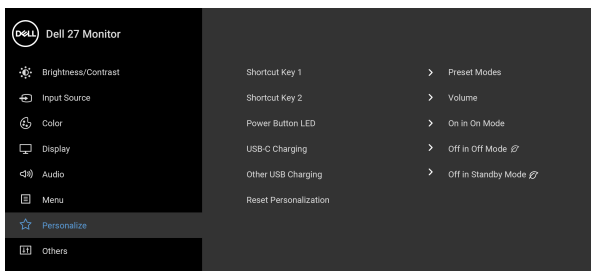 DELL Dell 27 Monitor
Brightness/Contrast
Input Source
Color
Display
Audio
Menu
Personalize
Others
Shortcut Key 1 > Preset Modes
Shortcut Key 2 > Volume
Power Button LED > On in On Mode
USB-C Charging > Off in Off Mode
Other USB Charging > Off in Standby Mode
Reset Personalization